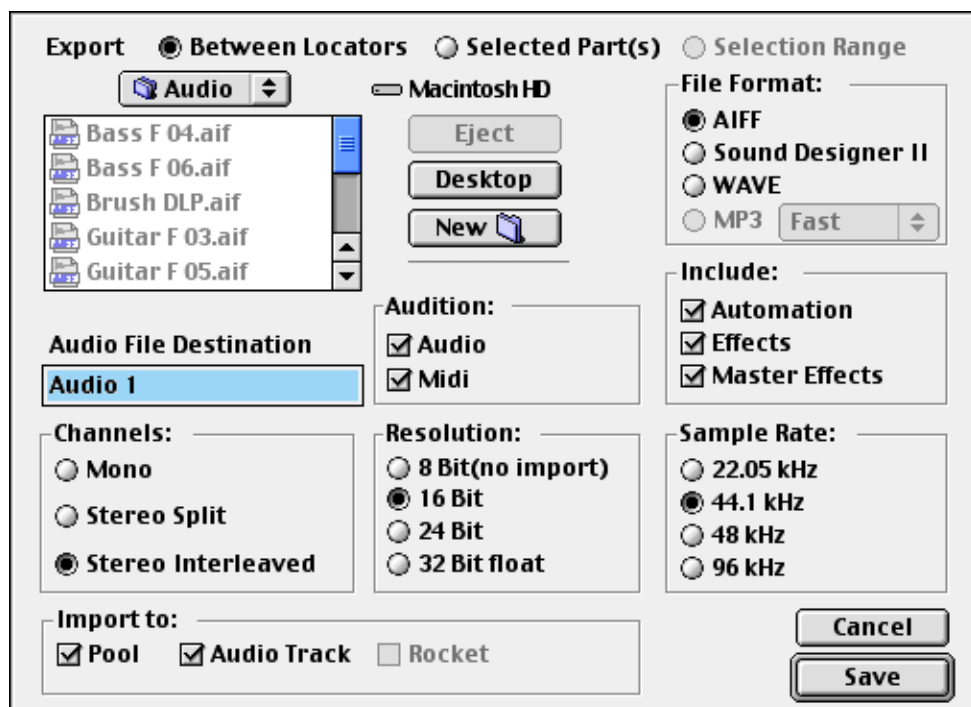 Export Between Locators Selected Part(s) Selection Range
Audio
Macintosh HD
Bass F 04.aif
Bass F 06.aif
Brush DLP.aif
Guitar F 03.aif
Guitar F 05.aif
Eject
Desktop
New
File Format:
AIFF
Sound Designer II
WAVE
MP3 Fast
Audio File Destination
Audio 1
Audition:
Audio
Midi
Include:
Automation
Effects
Master Effects
Channels:
Mono
Stereo Split
Stereo Interleaved
Resolution:
8 Bit(no import)
16 Bit
24 Bit
32 Bit float
Sample Rate:
22.05 kHz
44.1 kHz
48 kHz
96 kHz
Import to:
Pool Audio Track Rocket
Cancel
Save